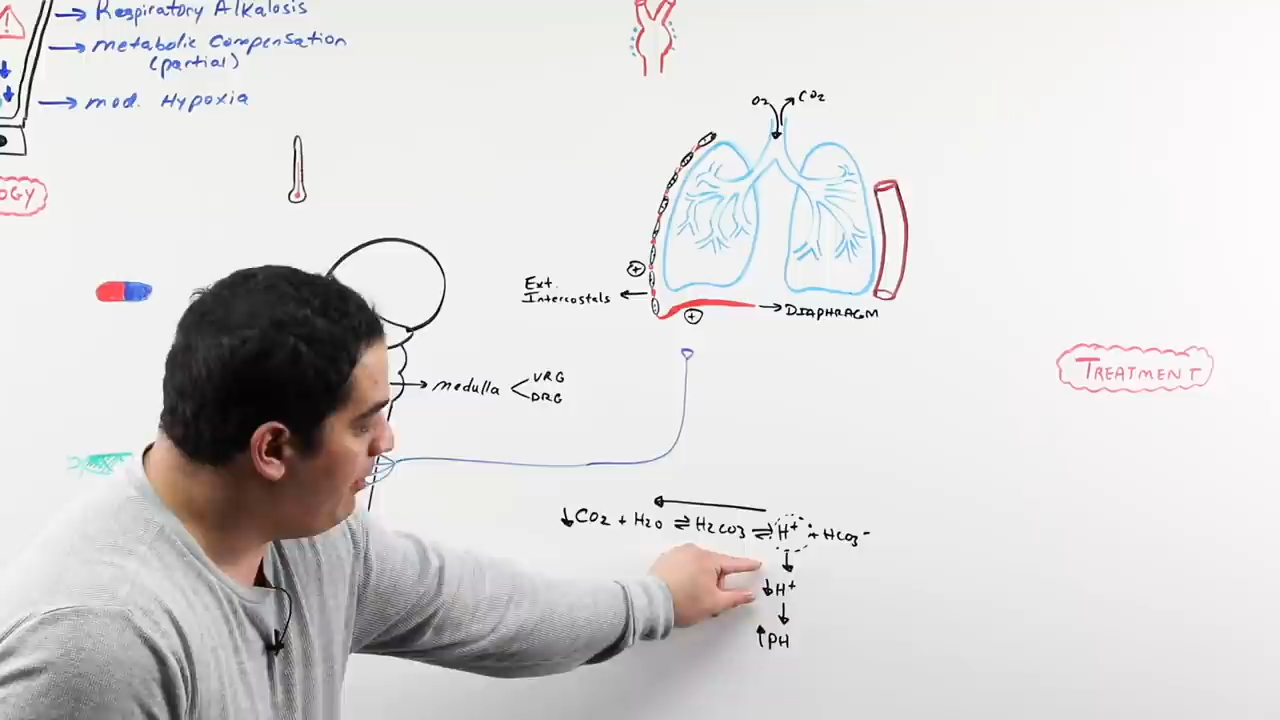 → Respiratory Alkalosis
→ metabolic Compensation
(partial)
→ mod. Hypoxia
OGY
O2 CO2
Ext.
Intercostals
+
+
→ DIAPHRAGM
→ medulla < VRG
DRG
TREATMENT
↓CO2 + H2O ⇌ H2CO3 ⇌ H+ + HCO3-
↓H+
↑PH